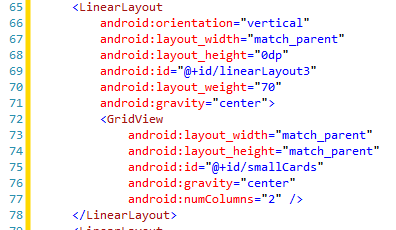 65 <LinearLayout
66 android:orientation="vertical"
67 android:layout_width="match_parent"
68 android:layout_height="0dp"
69 android:id="@+id/linearLayout3"
70 android:layout_weight="70"
71 android:gravity="center">
72 <GridView
73 android:layout_width="match_parent"
74 android:layout_height="match_parent"
75 android:id="@+id/smallCards"
76 android:gravity="center"
77 android:numColumns="2" />
78 </LinearLayout>
79 <LinearLayout